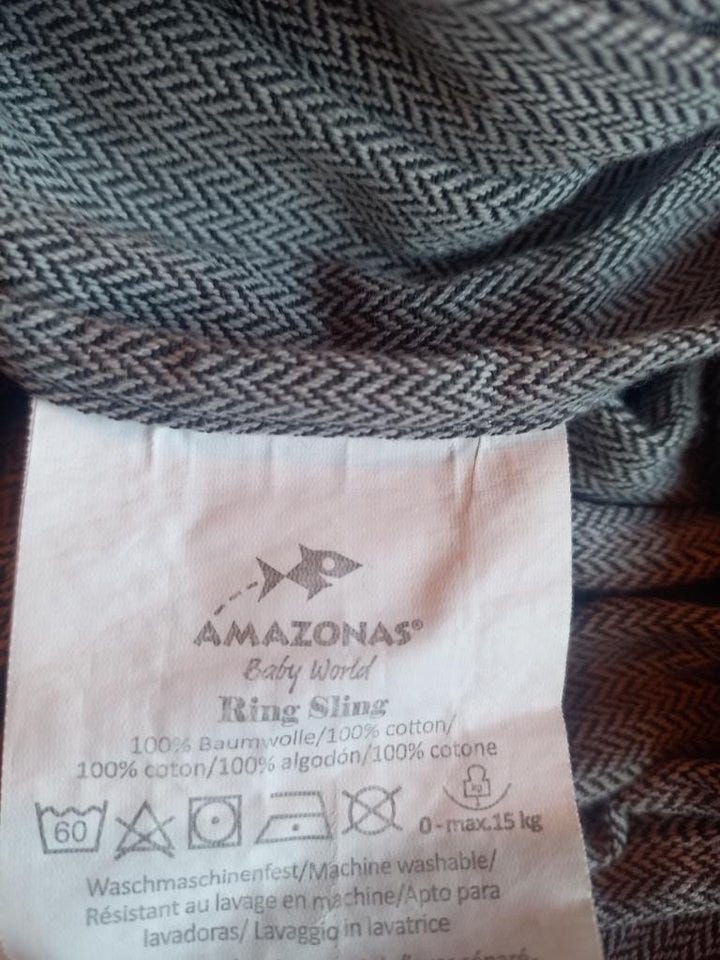 AMAZONAS®
Baby World
Ring Sling
100% Baumwolle/100% cotton/
100% coton/100% algodón/100% cotone
60
kg
0-max.15 kg
Waschmaschinenfest/Machine washable/
Résistant au lavage en machine/Apto para
lavadoras/ Lavaggio in lavatrice